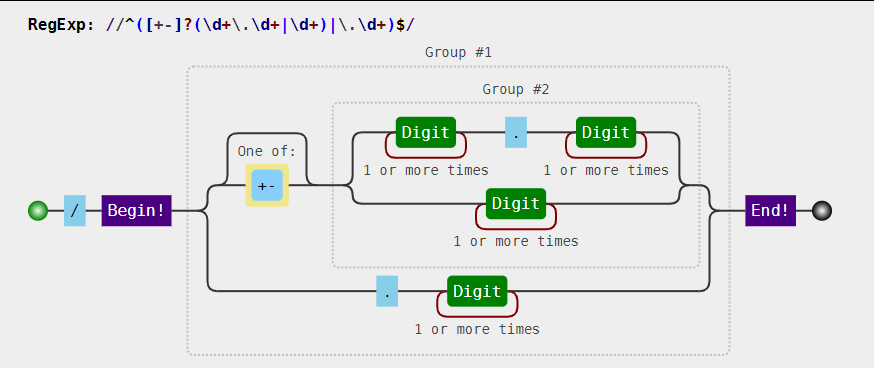 RegExp: //^([+-]?(\d+\.\d+|\d+)|\.\d+)$/
Group #1
Group #2
Digit . Digit
One of:
1 or more times 1 or more times
+-
Digit
/ Begin! End!
1 or more times
. Digit
1 or more times